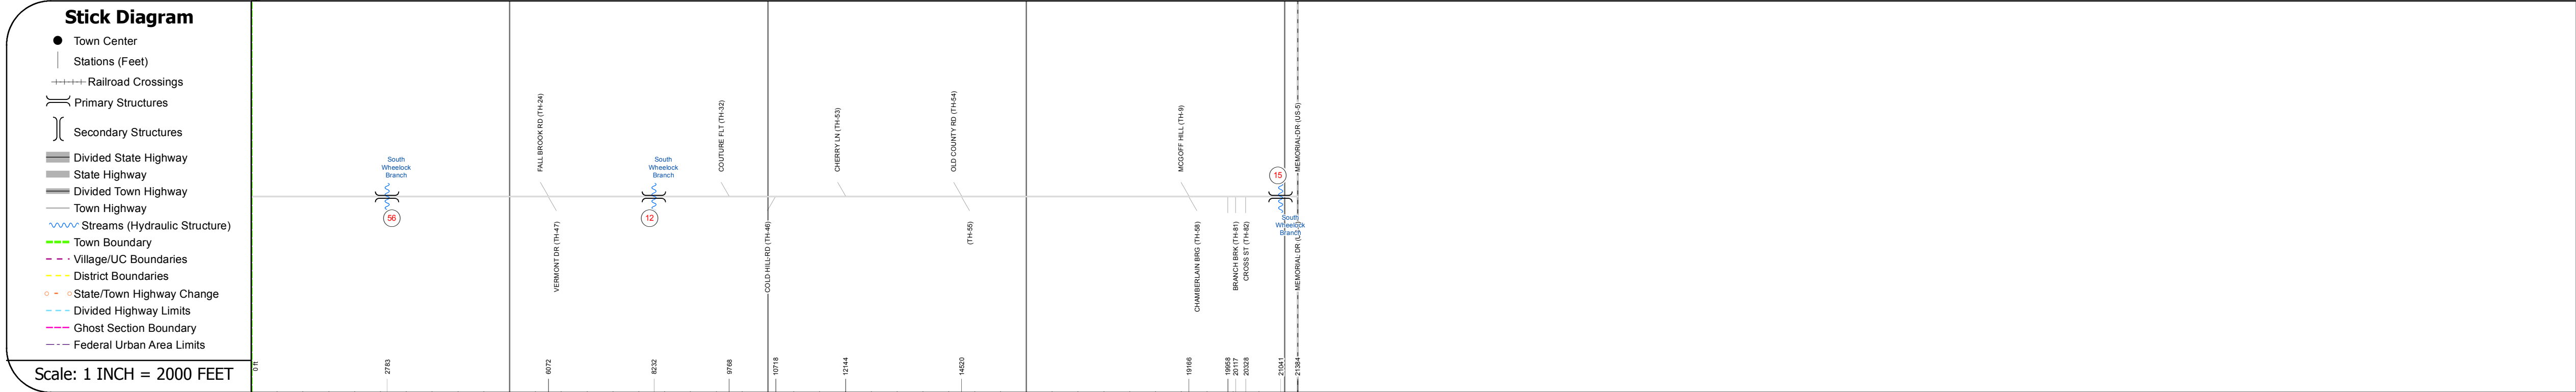 Stick Diagram
Town Center
Stations (Feet)
Railroad Crossings
Primary Structures
Secondary Structures
Divided State Highway
State Highway
Divided Town Highway
Town Highway
Streams (Hydraulic Structure)
Town Boundary
Village/UC Boundaries
District Boundaries
State/Town Highway Change
Divided Highway Limits
Ghost Section Boundary
Federal Urban Area Limits
Scale: 1 INCH = 2000 FEET
South
Wheelock
Branch
56
FALL BROOK RD (TH-24)
VERMONT DR (TH-47)
South
Wheelock
Branch
12
COUTURE FLT (TH-32)
COLD HILL-RD (TH-46)
CHERRY LN (TH-53)
OLD COUNTY RD (TH-54)
(TH-55)
MCGOFF HILL (TH-9)
CHAMBERLAIN BRG (TH-58)
BRANCH BRK (TH-81)
CROSS ST (TH-82)
15
South
Wheelock
Branch
MEMORIAL-DR (US-5)
MEMORIAL DR
0 ft
2783
6072
8232
9768
10718
12144
14520
19166
19958
20117
20328
21041
21384